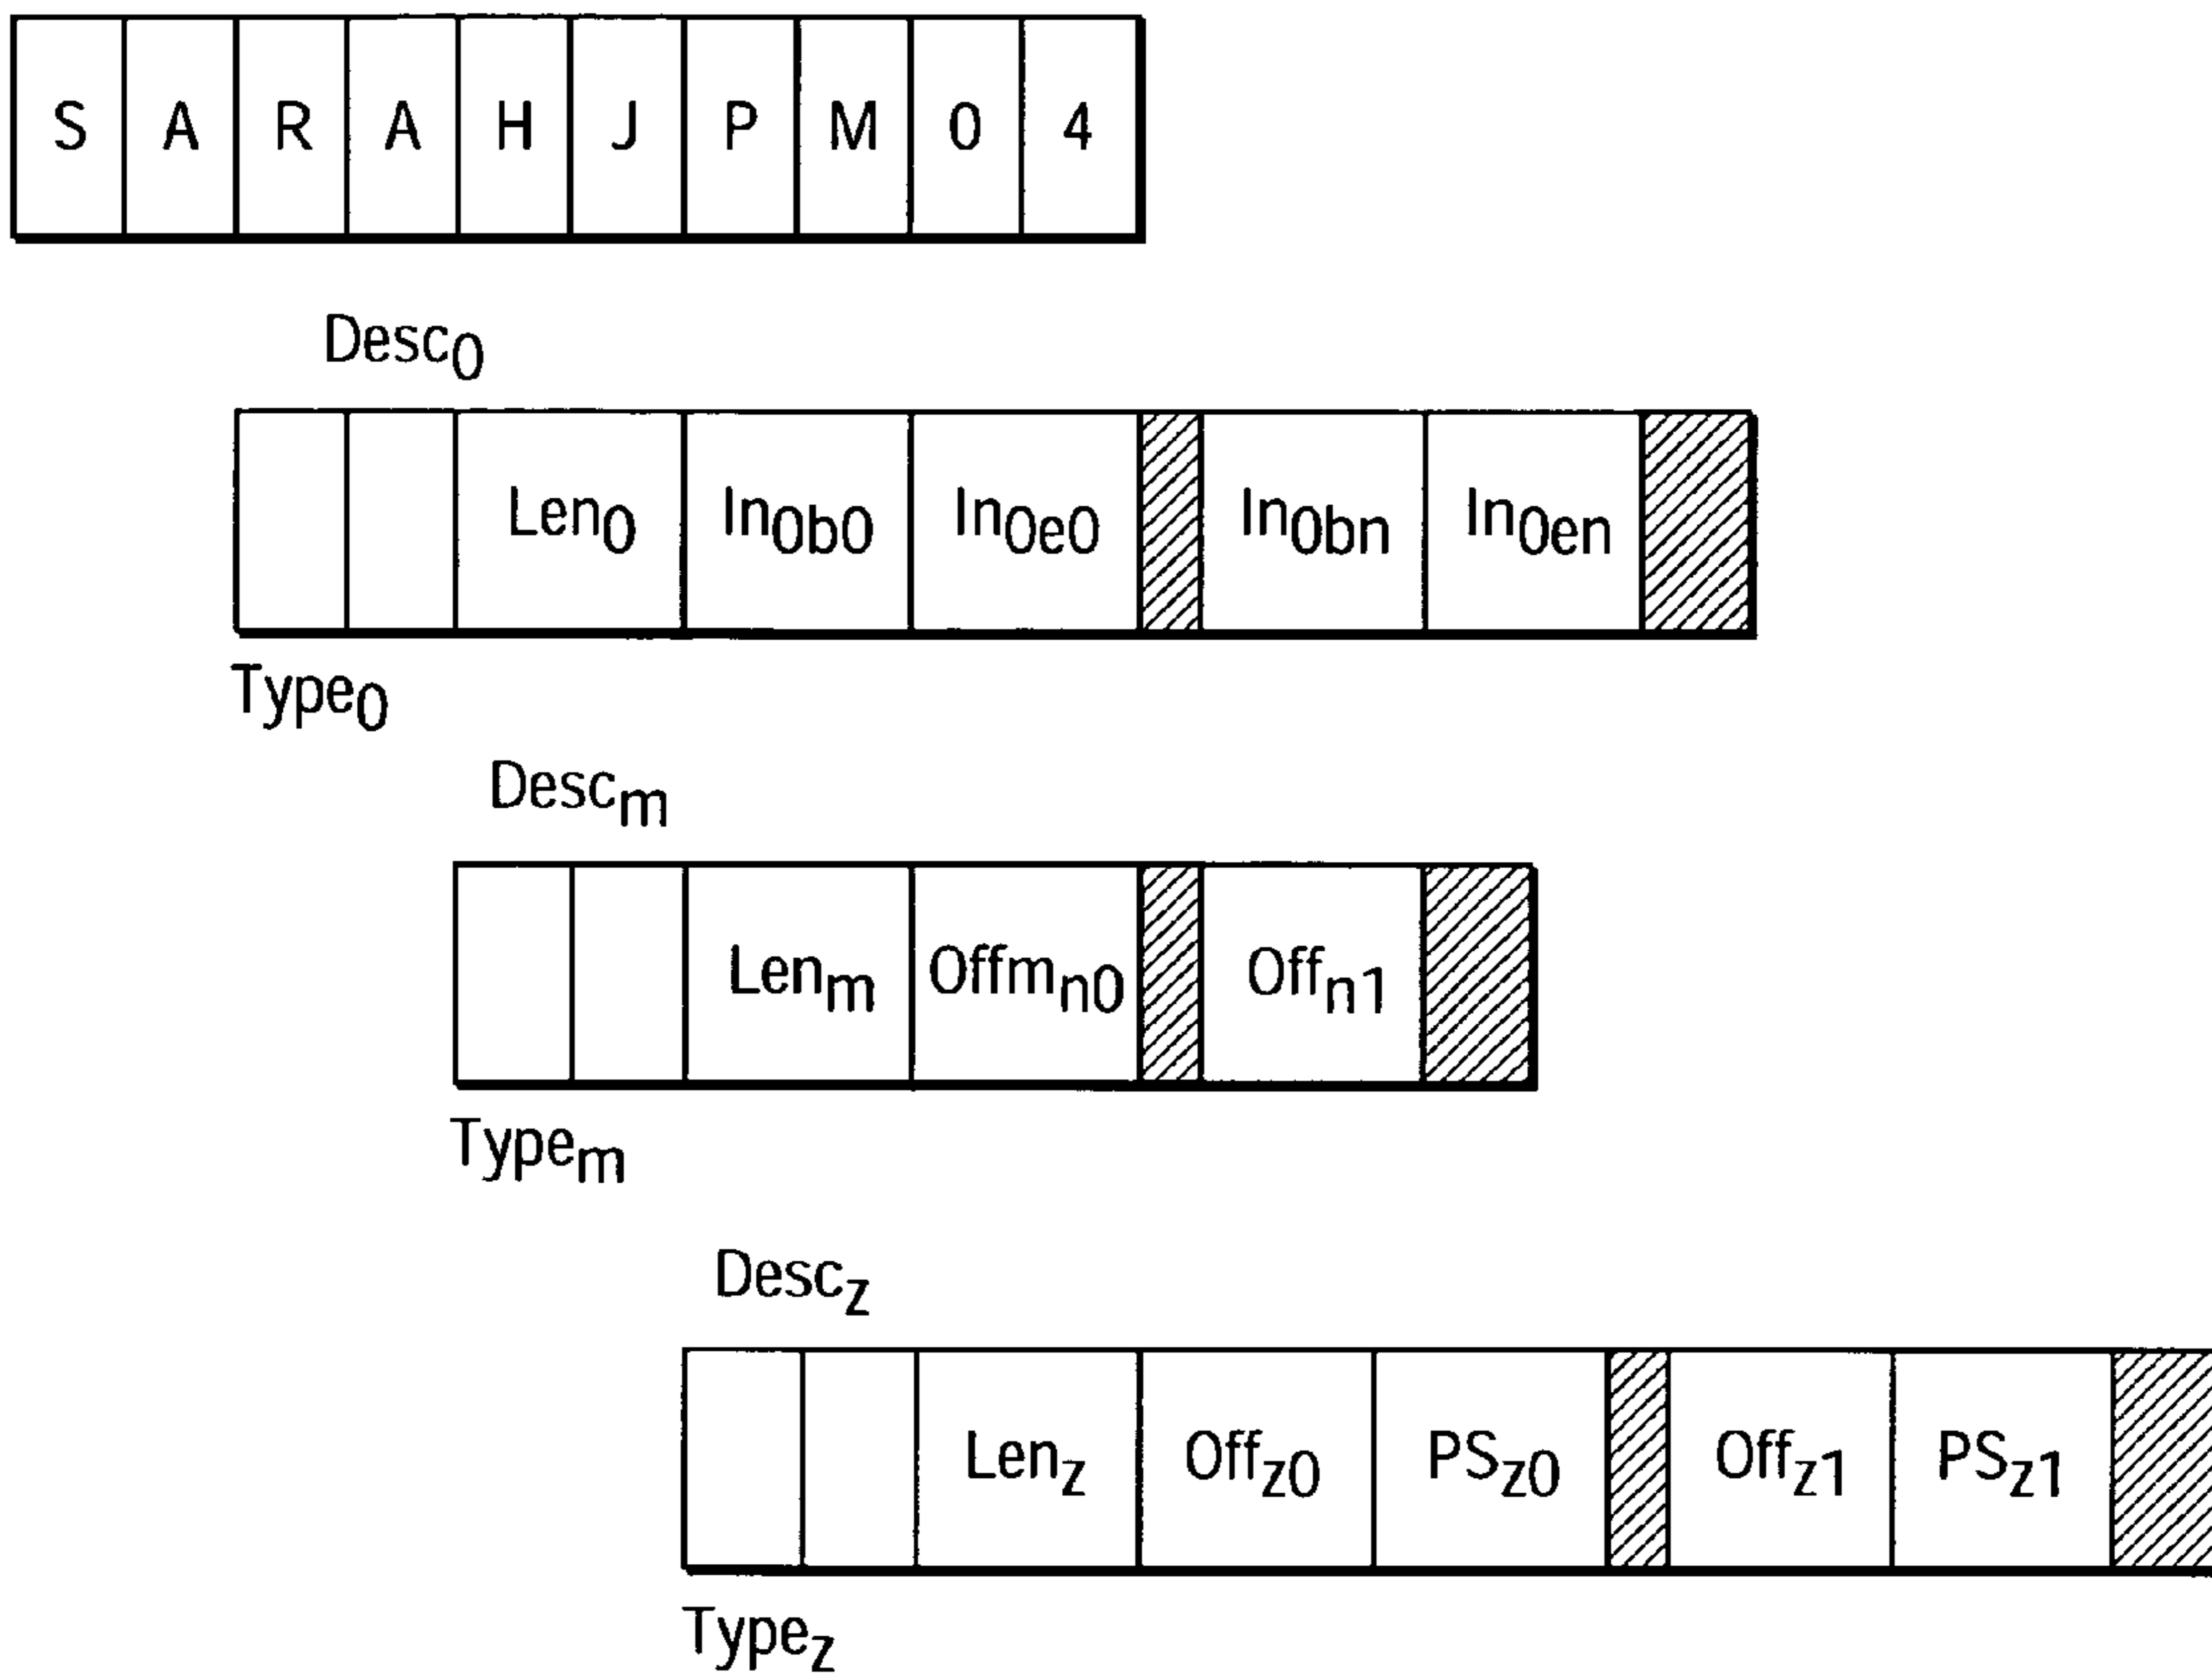 S A R A H J P M 0 4
Desc0
Len0 In0b0 In0e0 In0bn In0en
Type0
Descm
Lenm Offmn0 Offn1
Typem
Descz
Lenz Offz0 PSz0 Offz1 PSz1
Typez